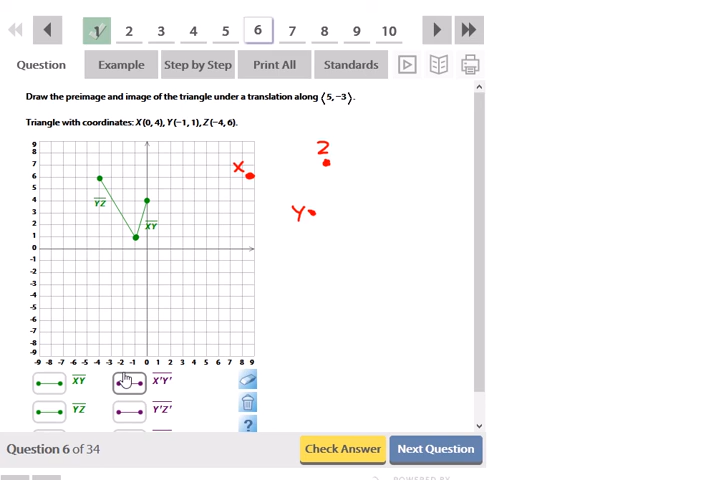 1 2 3 4 5 6 7 8 9 10
Question Example Step by Step Print All Standards
Draw the preimage and image of the triangle under a translation along ⟨5, −3⟩.
Triangle with coordinates: X(0, 4), Y(−1, 1), Z(−4, 6).
9
8
7
6
5
4
3
2
1
0
-1
-2
-3
-4
-5
-6
-7
-8
-9
YZ
XY
X
Z
Y
-9 -8 -7 -6 -5 -4 -3 -2 -1 0 1 2 3 4 5 6 7 8 9
XY X'Y'
YZ Y'Z'
?
Question 6 of 34 Check Answer Next Question
POWERED BY